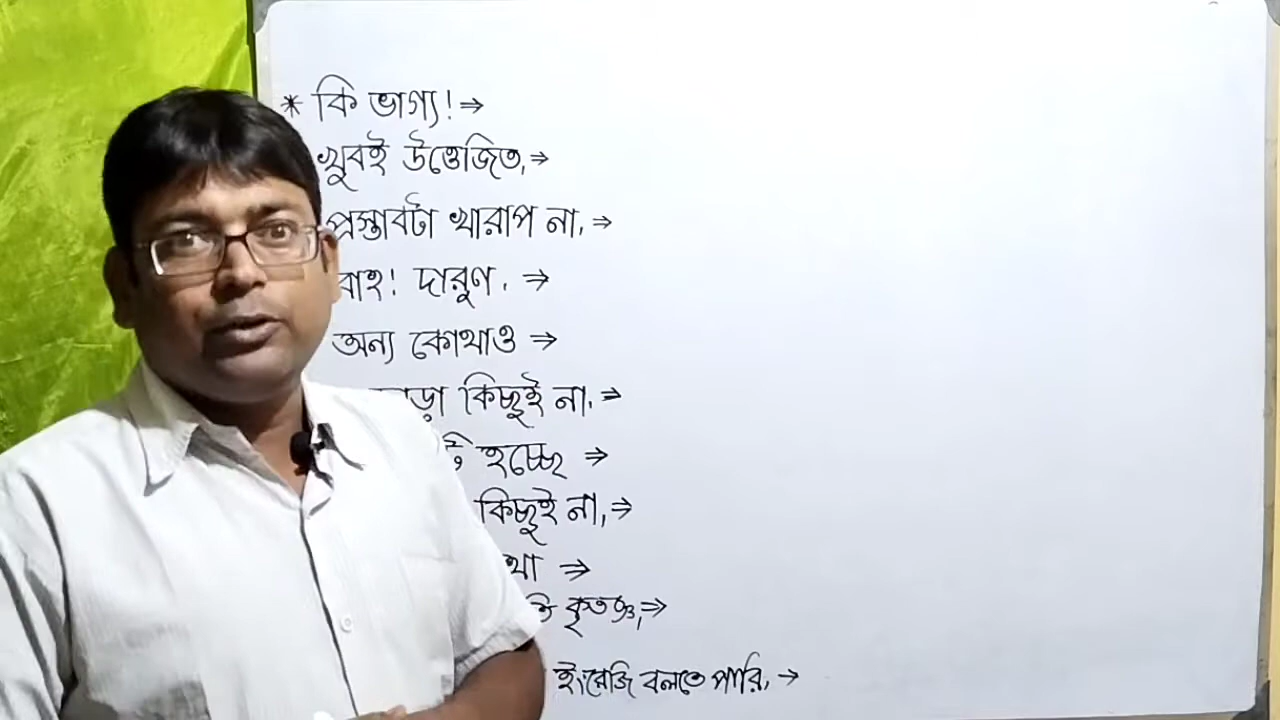 * কি ভাগ্য! ⇒
খুবই উত্তেজিত, ⇒
প্রস্তাবটা খারাপ না, ⇒
বাহ! দারুণ. ⇒
অন্য কোথাও ⇒
কিছুই না, ⇒
হচ্ছে ⇒
কিছুই না, ⇒
⇒
কৃতজ্ঞ, ⇒
ইংরেজি বলতে পারি, →